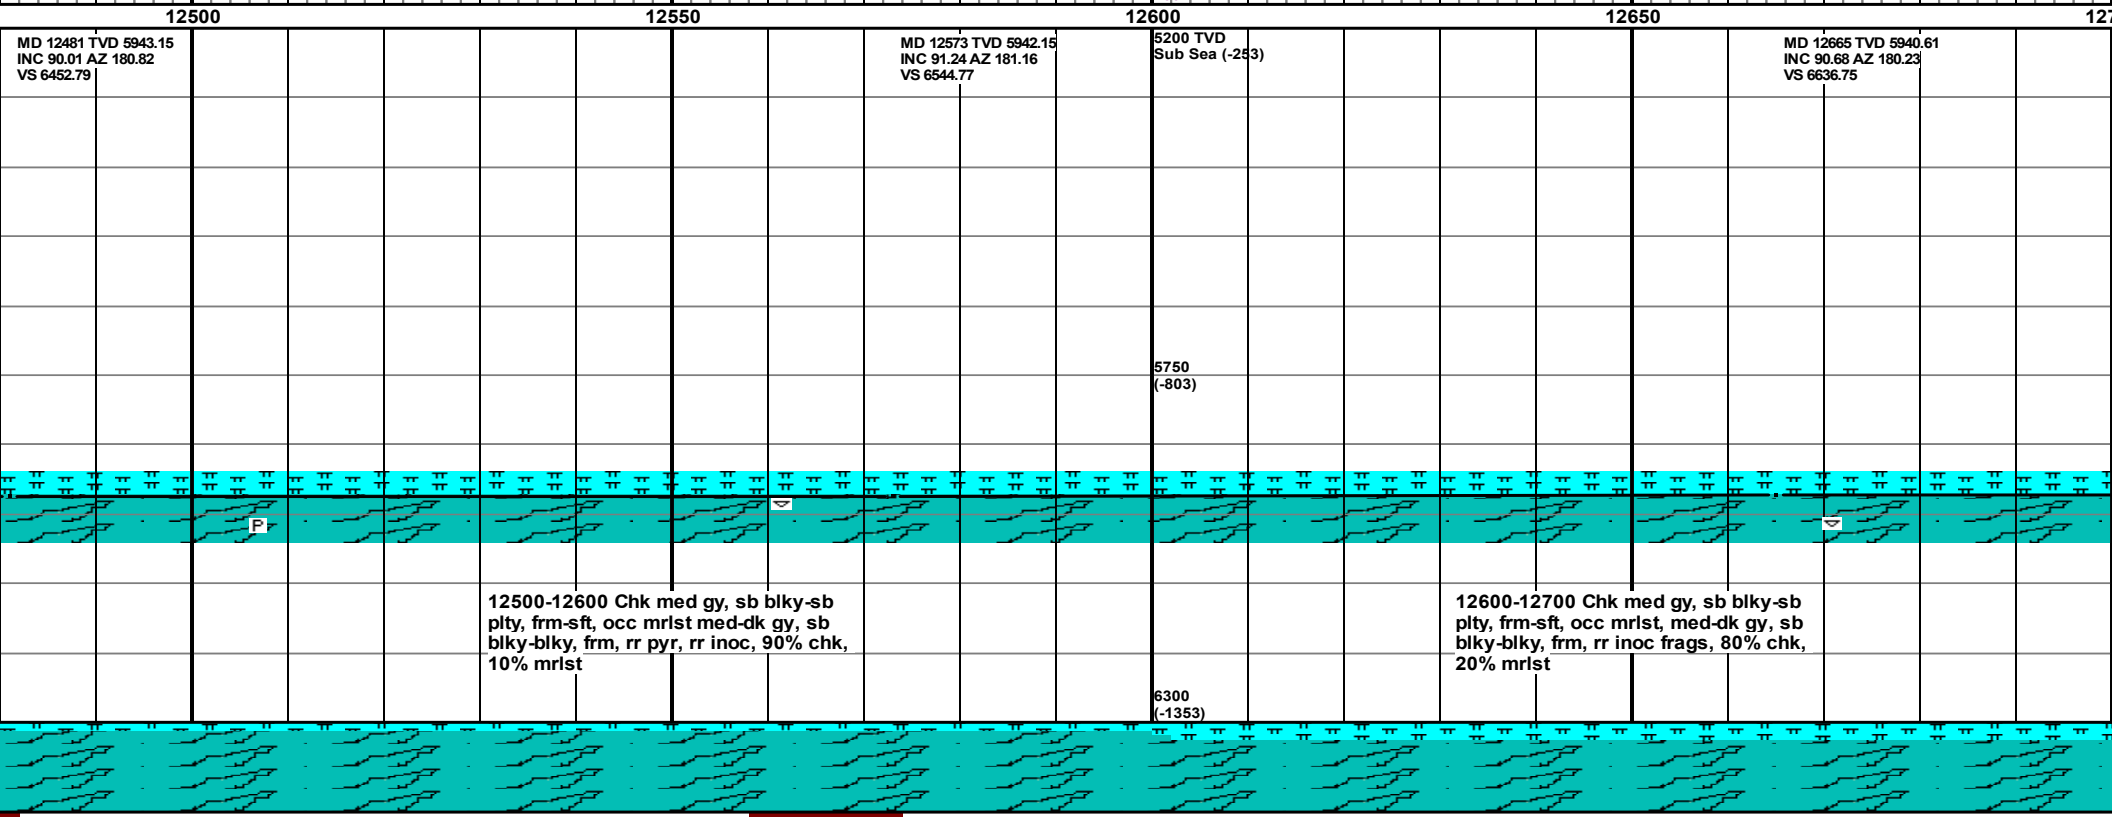 12500 12550 12600 12650 127
MD 12481 TVD 5943.15
INC 90.01 AZ 180.82
VS 6452.79
MD 12573 TVD 5942.15
INC 91.24 AZ 181.16
VS 6544.77
5200 TVD
Sub Sea (-253)
MD 12665 TVD 5940.61
INC 90.68 AZ 180.23
VS 6636.75
5750
(-803)
P
12500-12600 Chk med gy, sb blky-sb
plty, frm-sft, occ mrlst med-dk gy, sb
blky-blky, frm, rr pyr, rr inoc, 90% chk,
10% mrlst
12600-12700 Chk med gy, sb blky-sb
plty, frm-sft, occ mrlst, med-dk gy, sb
blky-blky, frm, rr inoc frags, 80% chk,
20% mrlst
6300
(-1353)